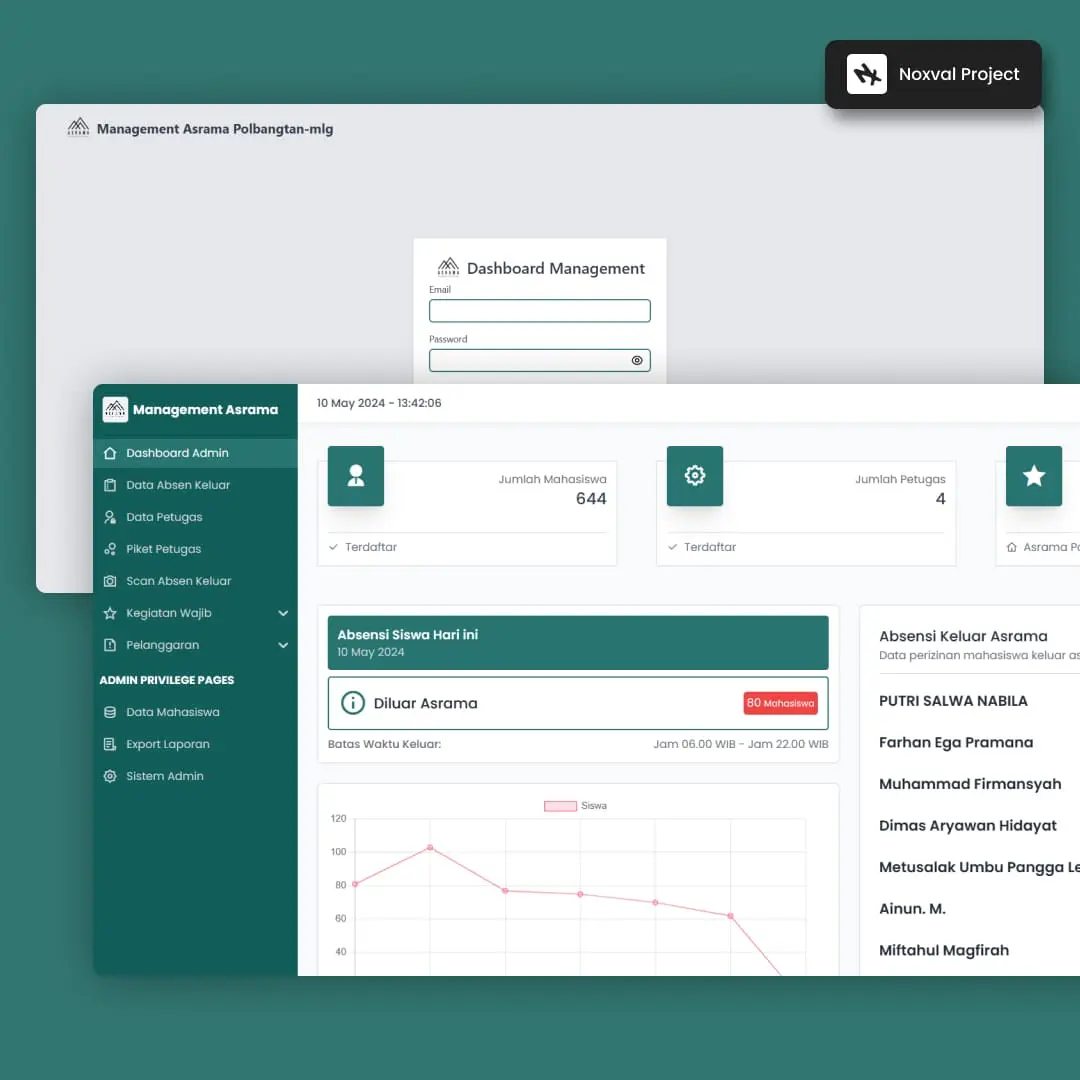 Noxval Project
Management Asrama Polbangtan-mlg
Dashboard Management
Email
Password
Management Asrama
Dashboard Admin
Data Absen Keluar
Data Petugas
Piket Petugas
Scan Absen Keluar
Kegiatan Wajib
Pelanggaran
ADMIN PRIVILEGE PAGES
Data Mahasiswa
Export Laporan
Sistem Admin
10 May 2024 - 13:42:06
Jumlah Mahasiswa
644
Terdaftar
Jumlah Petugas
4
Terdaftar
Asrama Po
Absensi Siswa Hari ini
10 May 2024
Diluar Asrama
80 Mahasiswa
Batas Waktu Keluar:
Jam 06.00 WIB - Jam 22.00 WIB
Siswa
120
100
80
60
40
Absensi Keluar Asrama
Data perizinan mahasiswa keluar as
PUTRI SALWA NABILA
Farhan Ega Pramana
Muhammad Firmansyah
Dimas Aryawan Hidayat
Metusalak Umbu Pangga Le
Ainun. M.
Miftahul Magfirah